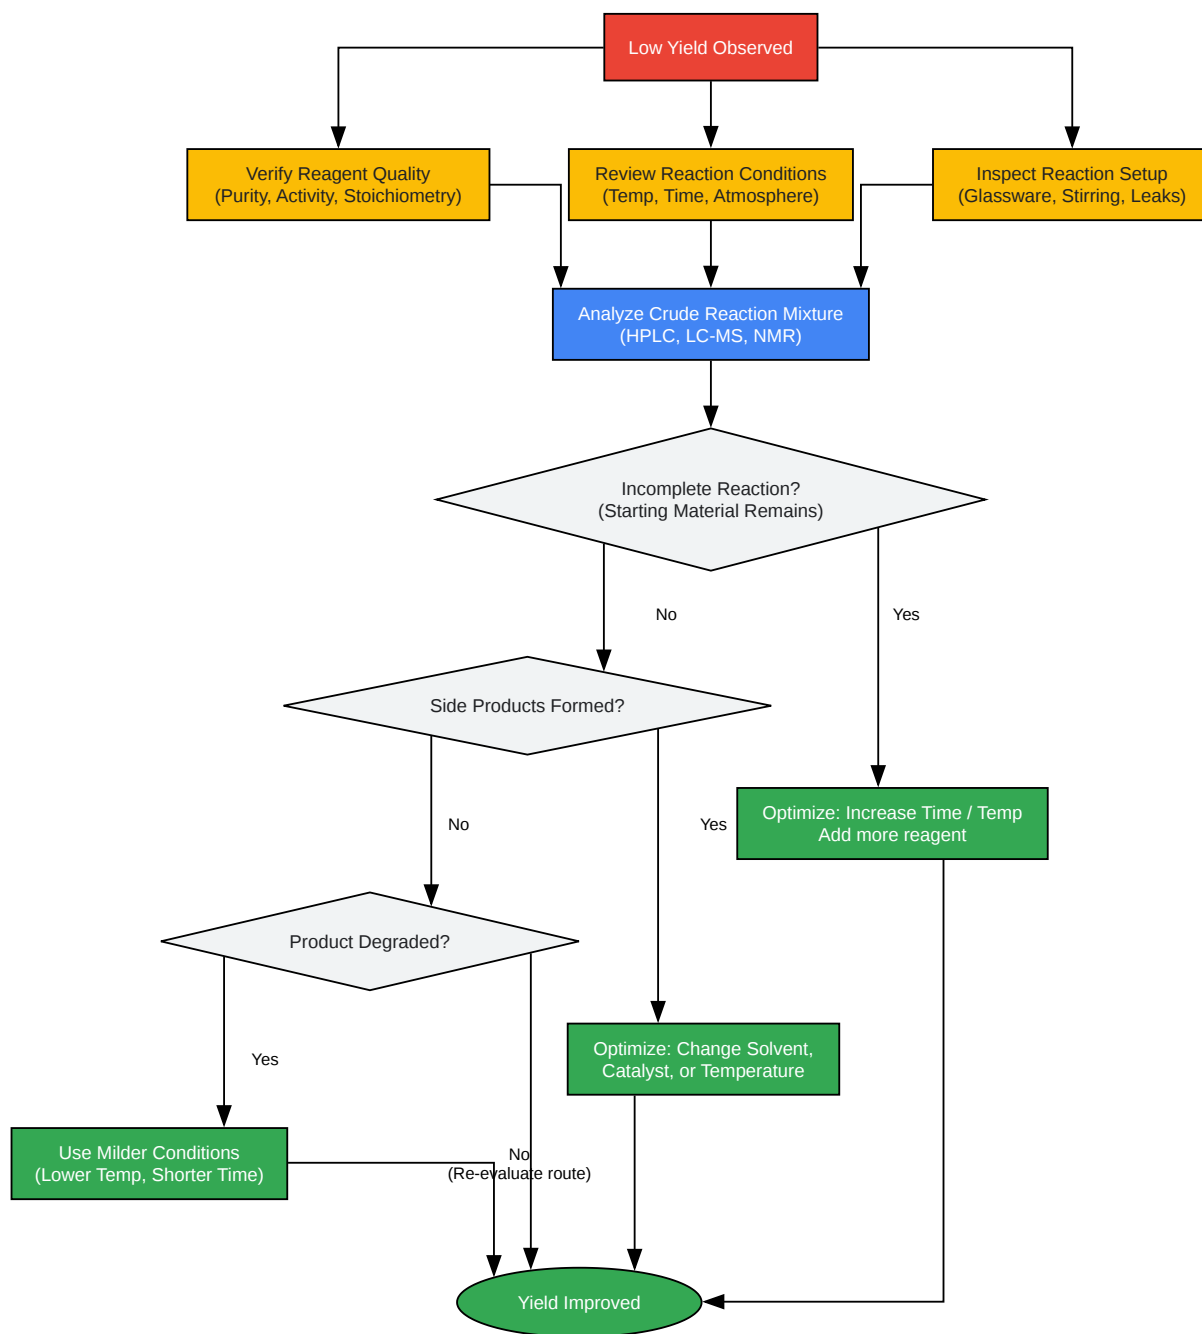 Low Yield Observed
Verify Reagent Quality
(Purity, Activity, Stoichiometry)
Review Reaction Conditions
(Temp, Time, Atmosphere)
Inspect Reaction Setup
(Glassware, Stirring, Leaks)
Analyze Crude Reaction Mixture
(HPLC, LC-MS, NMR)
Incomplete Reaction?
(Starting Material Remains)
No
Yes
Side Products Formed?
Optimize: Increase Time / Temp
Add more reagent
No
Yes
Product Degraded?
Optimize: Change Solvent,
Catalyst, or Temperature
Yes
Use Milder Conditions
(Lower Temp, Shorter Time)
No
(Re-evaluate route)
Yield Improved